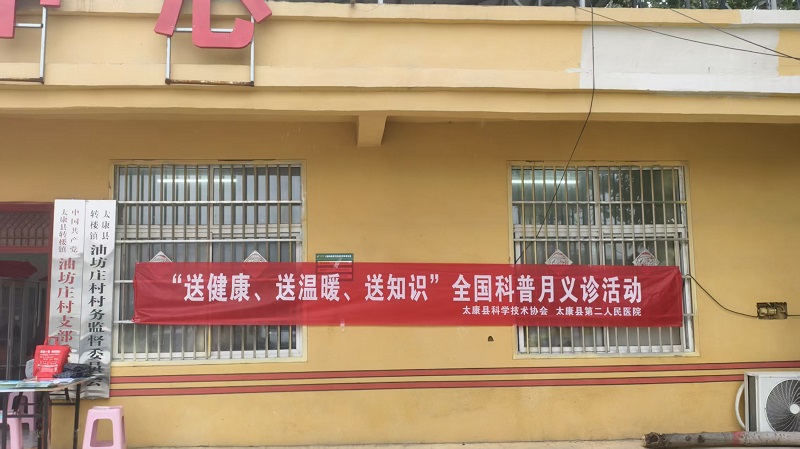 心
“送健康、送温暖、送知识”全国科普月义诊活动
太康县科学技术协会 太康县第二人民医院
中国共产党
太康县转楼镇
油坊庄村支部
太康县
转楼镇
油坊庄村村务监督委员会